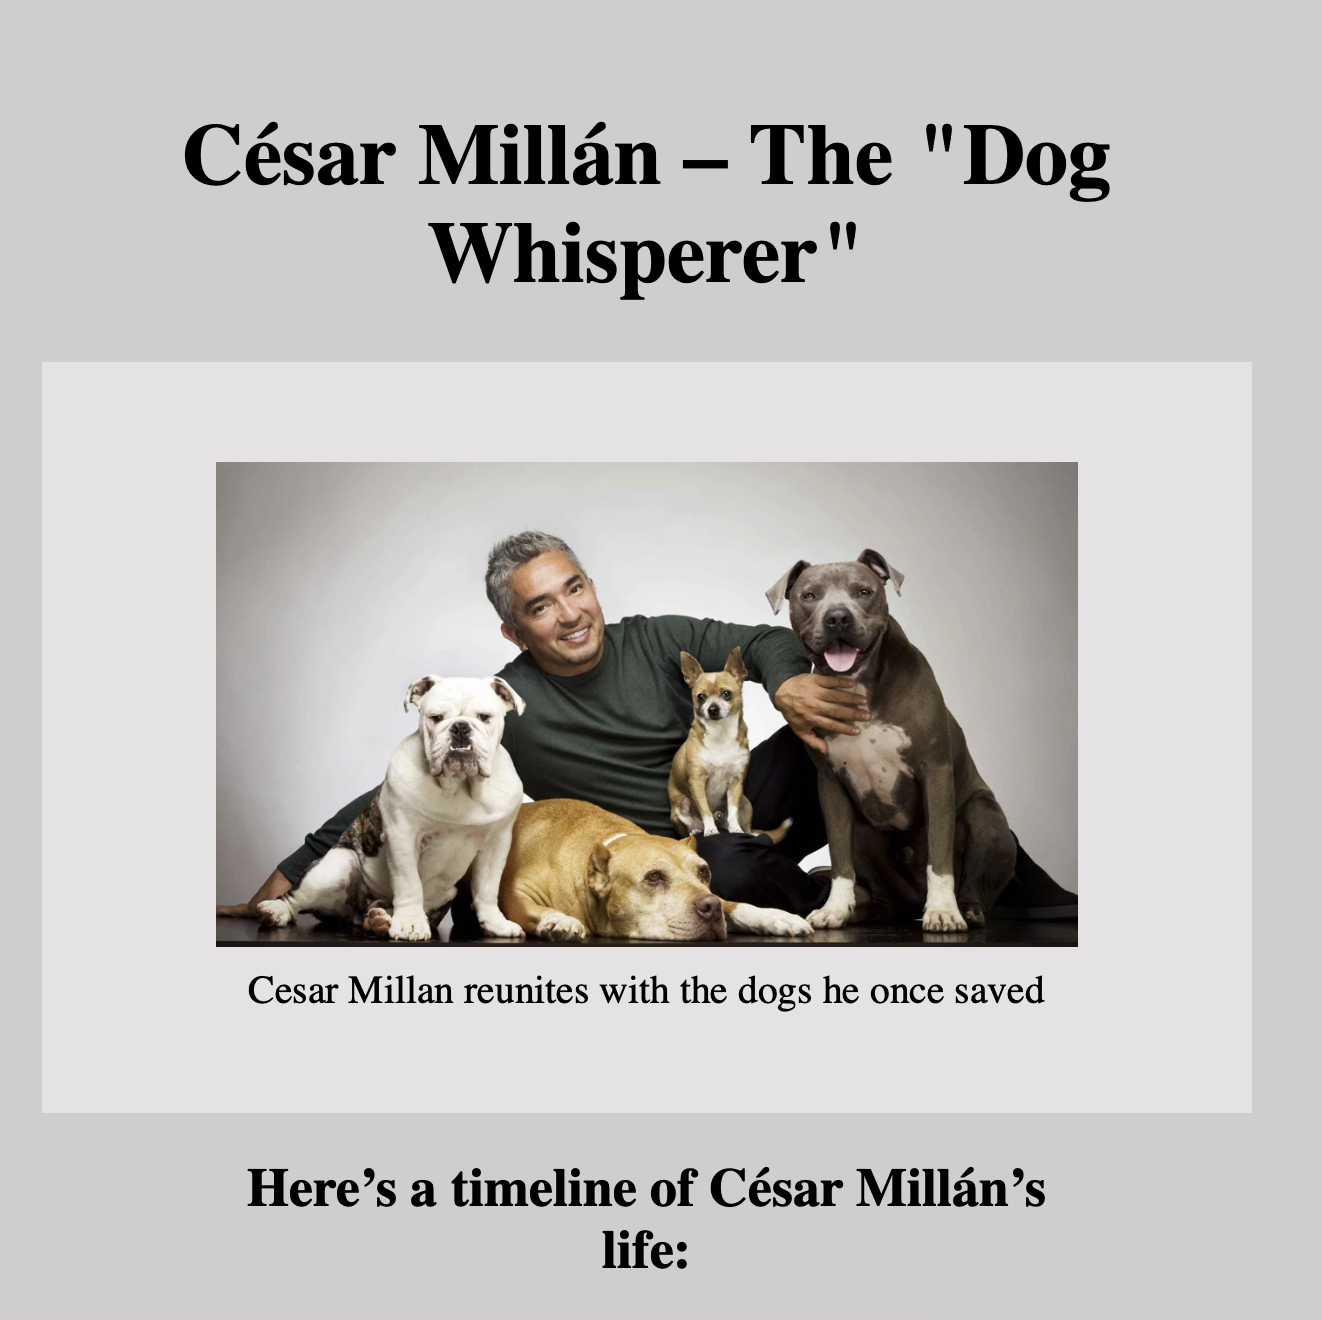 César Millán – The "Dog
Whisperer"
Cesar Millan reunites with the dogs he once saved
Here’s a timeline of César Millán’s
life: